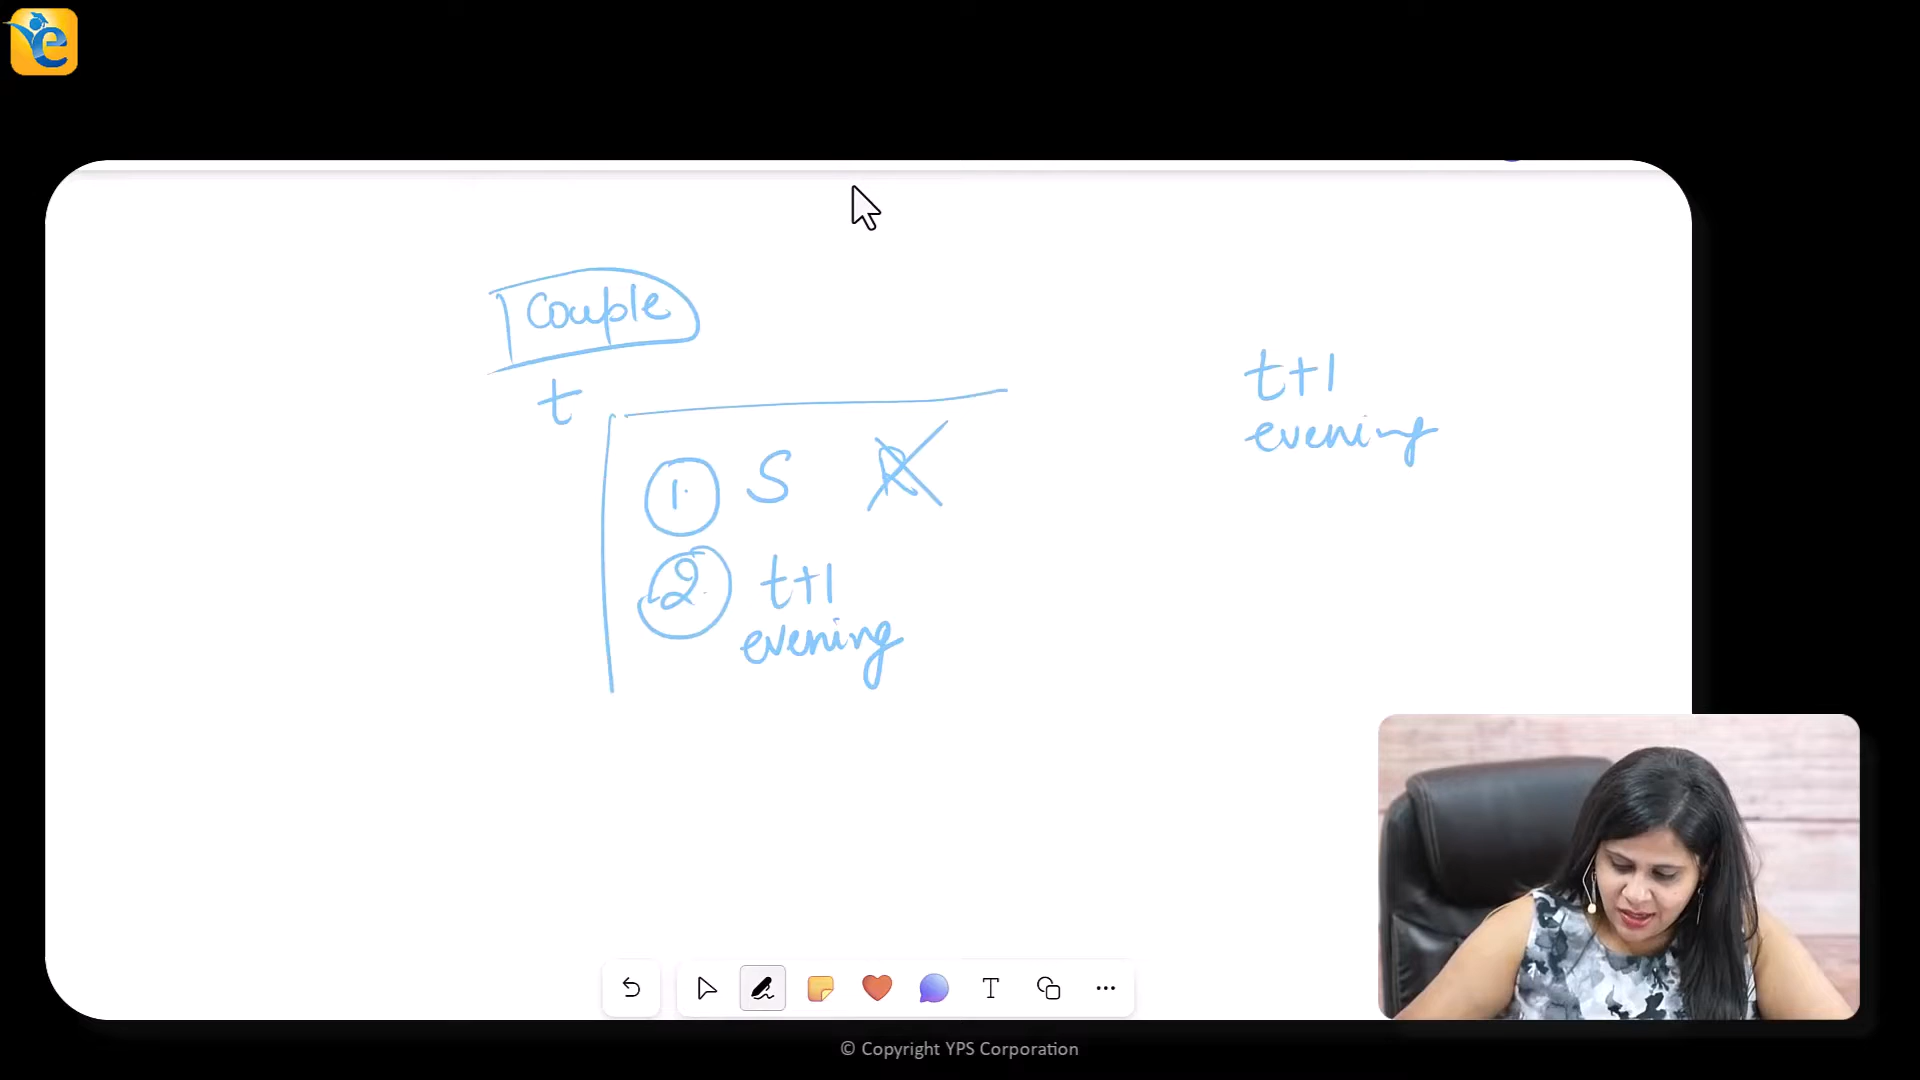 e
Couple
t
t+1
evening
1. S R
2 t+1
evening
T
© Copyright YPS Corporation